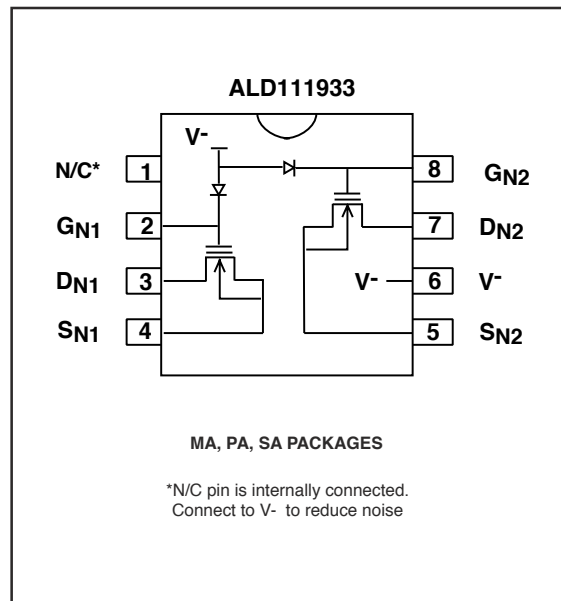 ALD111933
V-
N/C* 1 8 GN2
GN1 2 7 DN2
DN1 3 V- 6 V-
SN1 4 5 SN2
MA, PA, SA PACKAGES
*N/C pin is internally connected.
Connect to V- to reduce noise